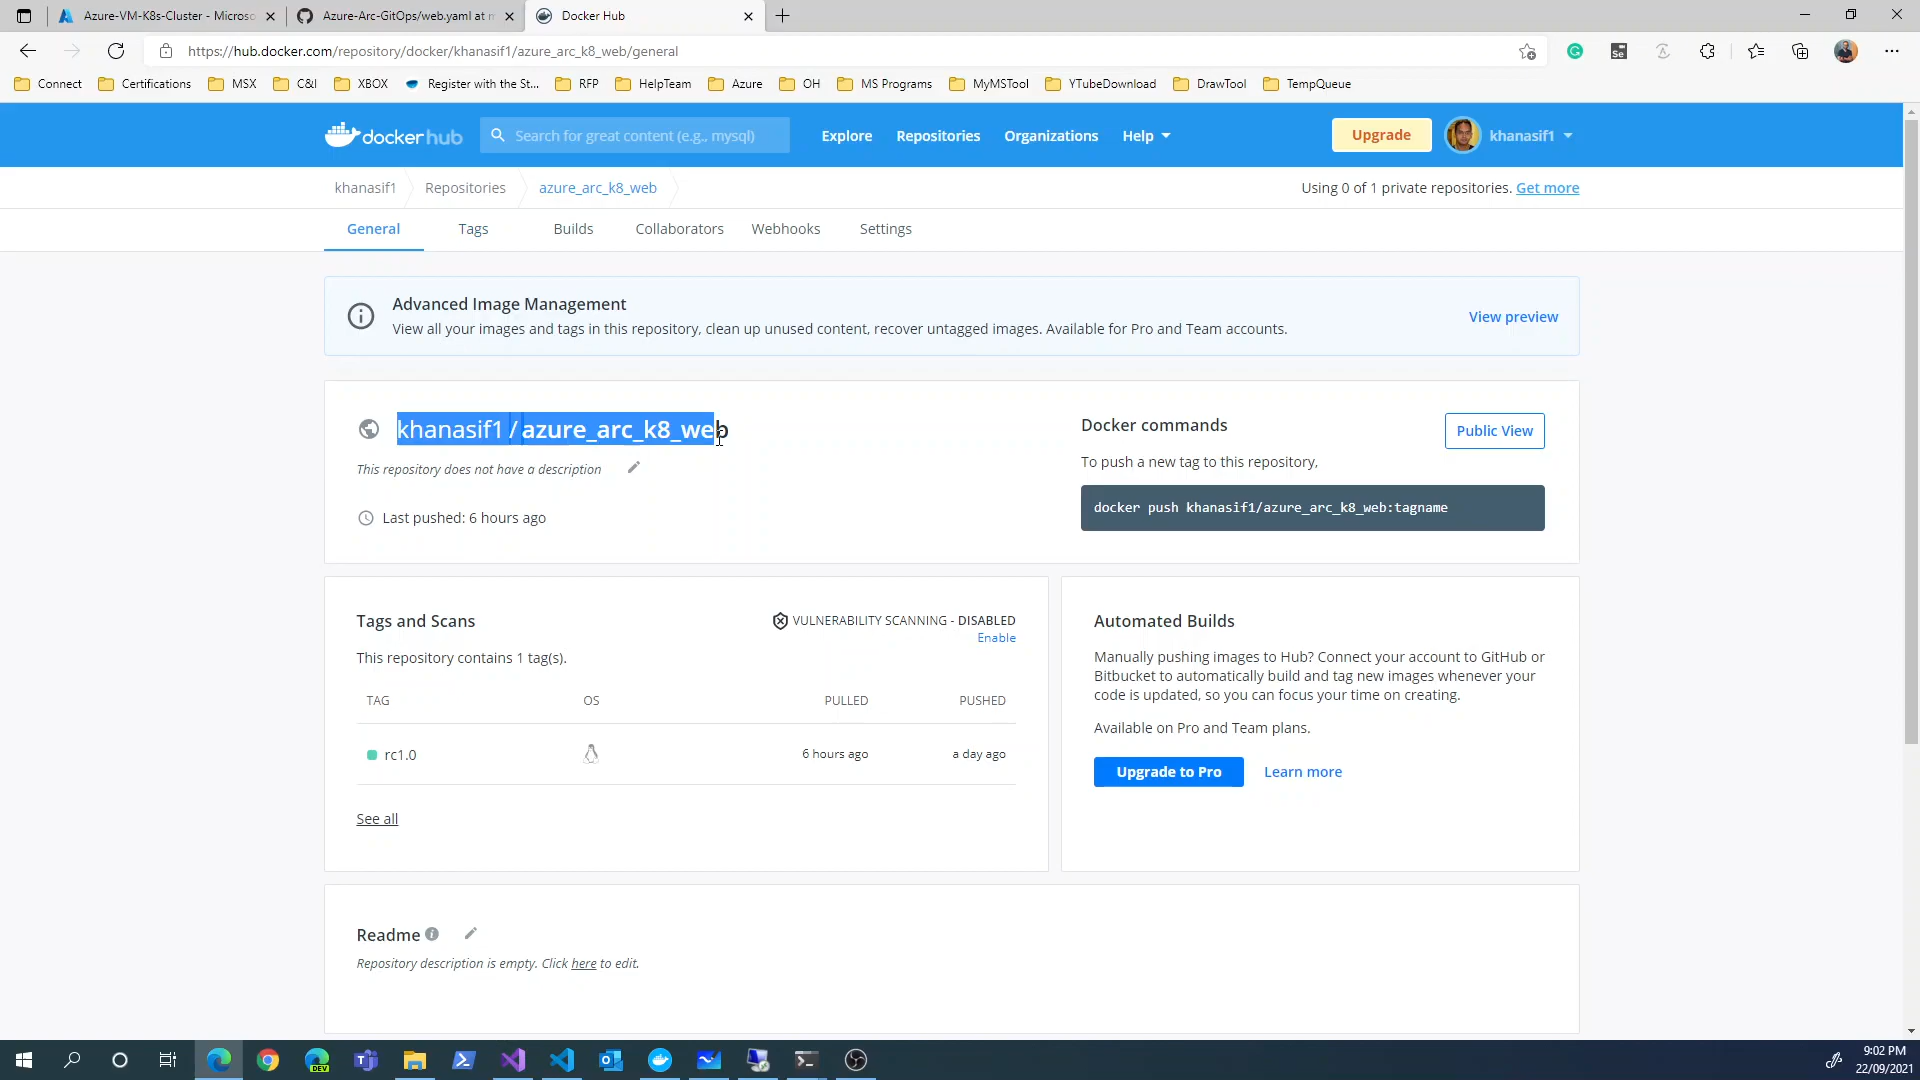 Azure-VM-K8s-Cluster - Microso
Azure-Arc-GitOps/web.yaml at m
Docker Hub
https://hub.docker.com/repository/docker/khanasif1/azure_arc_k8_web/general
Connect
Certifications
MSX
C&I
XBOX
Register with the St...
RFP
HelpTeam
Azure
OH
MS Programs
MyMSTool
YTubeDownload
DrawTool
TempQueue
dockerhub
Search for great content (e.g., mysql)
Explore
Repositories
Organizations
Help
Upgrade
khanasif1
khanasif1
Repositories
azure_arc_k8_web
Using 0 of 1 private repositories. Get more
General
Tags
Builds
Collaborators
Webhooks
Settings
Advanced Image Management
View all your images and tags in this repository, clean up unused content, recover untagged images. Available for Pro and Team accounts.
View preview
khanasif1 / azure_arc_k8_web
This repository does not have a description
Last pushed: 6 hours ago
Docker commands
Public View
To push a new tag to this repository,
docker push khanasif1/azure_arc_k8_web:tagname
Tags and Scans
VULNERABILITY SCANNING - DISABLED
Enable
This repository contains 1 tag(s).
TAG
OS
PULLED
PUSHED
rc1.0
6 hours ago
a day ago
See all
Automated Builds
Manually pushing images to Hub? Connect your account to GitHub or
Bitbucket to automatically build and tag new images whenever your
code is updated, so you can focus your time on creating.
Available on Pro and Team plans.
Upgrade to Pro
Learn more
Readme
Repository description is empty. Click here to edit.
DEV
9:02 PM
22/09/2021